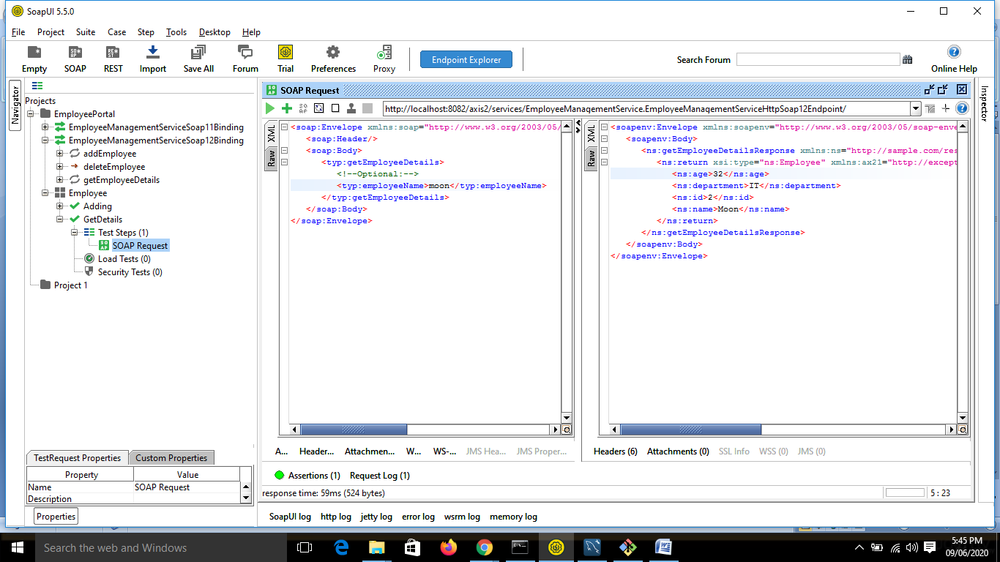 SoapUI 5.5.0
File Project Suite Case Step Tools Desktop Help
Empty SOAP REST Import Save All Forum Trial Preferences Proxy Endpoint Explorer Search Forum Online Help
Navigator
Projects
EmployeePortal
EmployeeManagementServiceSoap11Binding
EmployeeManagementServiceSoap12Binding
addEmployee
deleteEmployee
getEmployeeDetails
Employee
Adding
GetDetails
Test Steps (1)
SOAP Request
Load Tests (0)
Security Tests (0)
Project 1
TestRequest Properties Custom Properties
Property Value
Name SOAP Request
Description
Properties
SOAP Request
http://localhost:8082/axis2/services/EmployeeManagementService.EmployeeManagementServiceHttpSoap12Endpoint/
XML
Raw
<soap:Envelope xmlns:soap="http://www.w3.org/2003/05/
<soap:Header/>
<soap:Body>
<typ:getEmployeeDetails>
<!--Optional:-->
<typ:employeeName>moon</typ:employeeName>
</typ:getEmployeeDetails>
</soap:Body>
</soap:Envelope>
A... Header... Attachmen... W... WS-... JMS Hea... JMS Proper...
XML
Raw
<soapenv:Envelope xmlns:soapenv="http://www.w3.org/2003/05/soap-enve
<soapenv:Body>
<ns:getEmployeeDetailsResponse xmlns:ns="http://sample.com/res
<ns:return xsi:type="ns:Employee" xmlns:ax21="http://except
<ns:age>32</ns:age>
<ns:department>IT</ns:department>
<ns:id>2</ns:id>
<ns:name>Moon</ns:name>
</ns:return>
</ns:getEmployeeDetailsResponse>
</soapenv:Body>
</soapenv:Envelope>
Headers (6) Attachments (0) SSL Info WSS (0) JMS (0)
Assertions (1) Request Log (1)
response time: 59ms (524 bytes)
5 : 23
Inspector
SoapUI log http log jetty log error log wsrm log memory log
Search the web and Windows
5:45 PM
09/06/2020